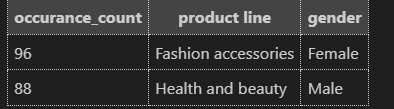 occurance_count product line gender
96 Fashion accessories Female
88 Health and beauty Male